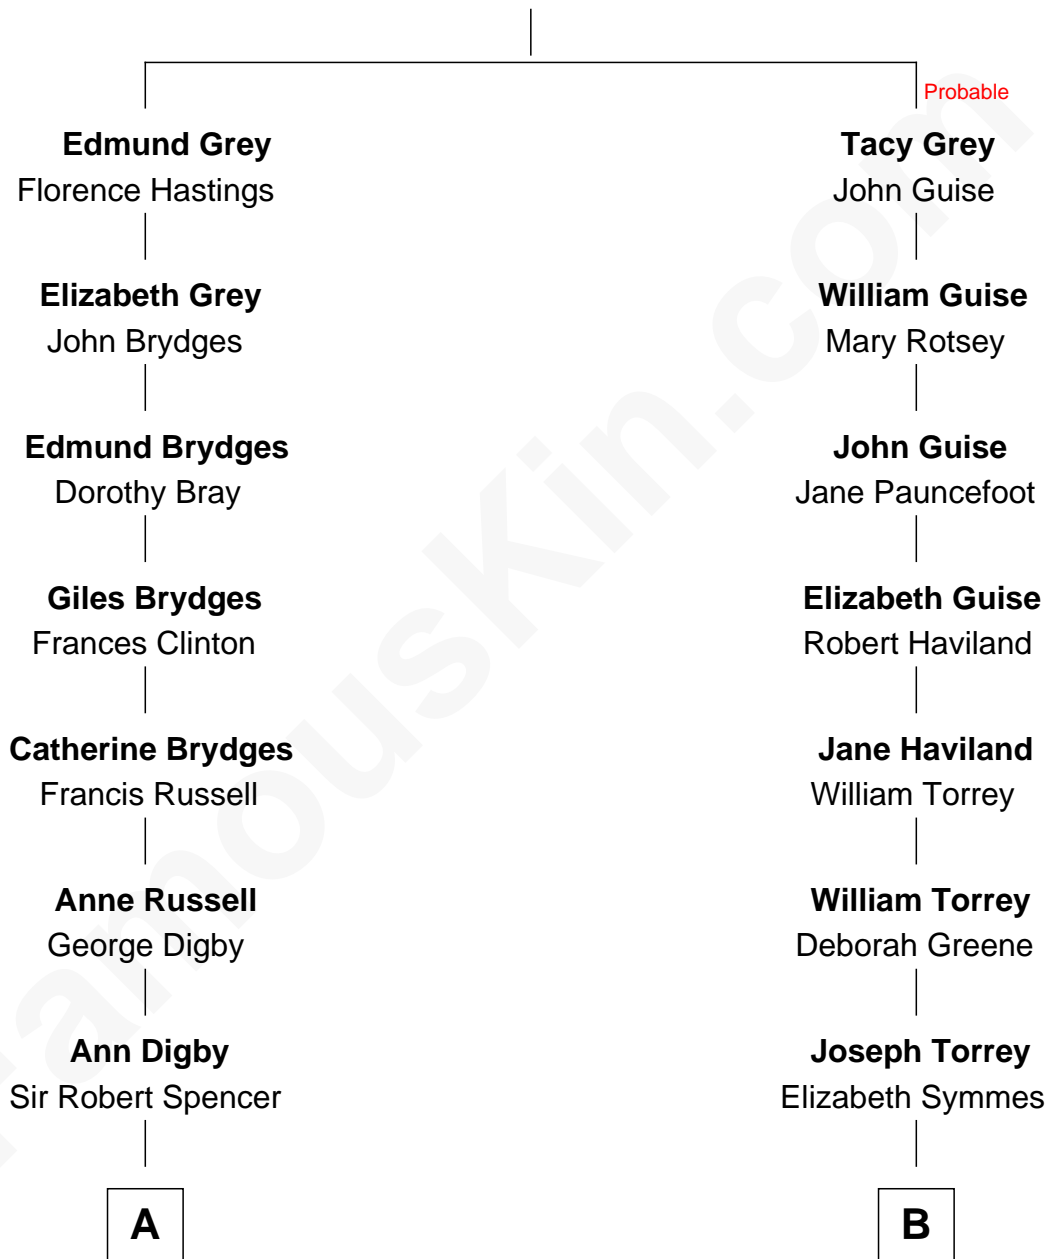 Probable
Edmund Grey
Florence Hastings
Tacy Grey
John Guise
Elizabeth Grey
John Brydges
William Guise
Mary Rotsey
Edmund Brydges
Dorothy Bray
John Guise
Jane Pauncefoot
Giles Brydges
Frances Clinton
Elizabeth Guise
Robert Haviland
Catherine Brydges
Francis Russell
Jane Haviland
William Torrey
Anne Russell
George Digby
William Torrey
Deborah Greene
Ann Digby
Sir Robert Spencer
Joseph Torrey
Elizabeth Symmes
A
B
FamousKin.com